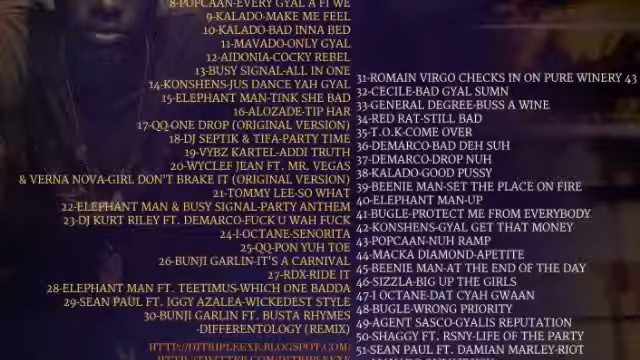 8-POPCAAN-EVERY GYAL A FI WE
9-KALADO-MAKE ME FEEL
10-KALADO-BAD INNA BED
11-MAVADO-ONLY GYAL
12-AIDONIA-COCKY REBEL
13-BUSY SIGNAL-ALL IN ONE
14-KONSHENS-JUS DANCE YAH GYAL
15-ELEPHANT MAN-TINK SHE BAD
16-ALOZADE-TIP HAR
17-QQ-ONE DROP (ORIGINAL VERSION)
18-DJ SEPTIK & TIFA-PARTY TIME
19-VYBZ KARTEL-ADDI TRUTH
20-WYCLEF JEAN FT. MR. VEGAS
& VERNA NOVA-GIRL DON'T BRAKE IT (ORIGINAL VERSION)
21-TOMMY LEE-SO WHAT
22-ELEPHANT MAN & BUSY SIGNAL-PARTY ANTHEM
23-DJ KURT RILEY FT. DEMARCO-FUCK U WAH FUCK
24-I-OCTANE-SENORITA
25-QQ-PON YUH TOE
26-BUNJI GARLIN-IT'S A CARNIVAL
27-RDX-RIDE IT
28-ELEPHANT MAN FT. TEETIMUS-WHICH ONE BADDA
29-SEAN PAUL FT. IGGY AZALEA-WICKEDEST STYLE
30-BUNJI GARLIN FT. BUSTA RHYMES
-DIFFERENTOLOGY (REMIX)
HTTP://DJTRIPLEEXE.BLOGSPOT.COM/
31-ROMAIN VIRGO CHECKS IN ON PURE WINERY 43
32-CECILE-BAD GYAL SUMN
33-GENERAL DEGREE-BUSS A WINE
34-RED RAT-STILL BAD
35-T.O.K-COME OVER
36-DEMARCO-BAD DEH SUH
37-DEMARCO-DROP NUH
38-KALADO-GOOD PUSSY
39-BEENIE MAN-SET THE PLACE ON FIRE
40-ELEPHANT MAN-UP
41-BUGLE-PROTECT ME FROM EVERYBODY
42-KONSHENS-GYAL GET THAT MONEY
43-POPCAAN-NUH RAMP
44-MACKA DIAMOND-APETITE
45-BEENIE MAN-AT THE END OF THE DAY
46-SIZZLA-BIG UP THE GIRLS
47-I OCTANE-DAT CYAH GWAAN
48-BUGLE-WRONG PRIORITY
49-AGENT SASCO-GYALIS REPUTATION
50-SHAGGY FT. RSNY-LIFE OF THE PARTY
51-SEAN PAUL FT. DAMIAN MARLEY-RIOT